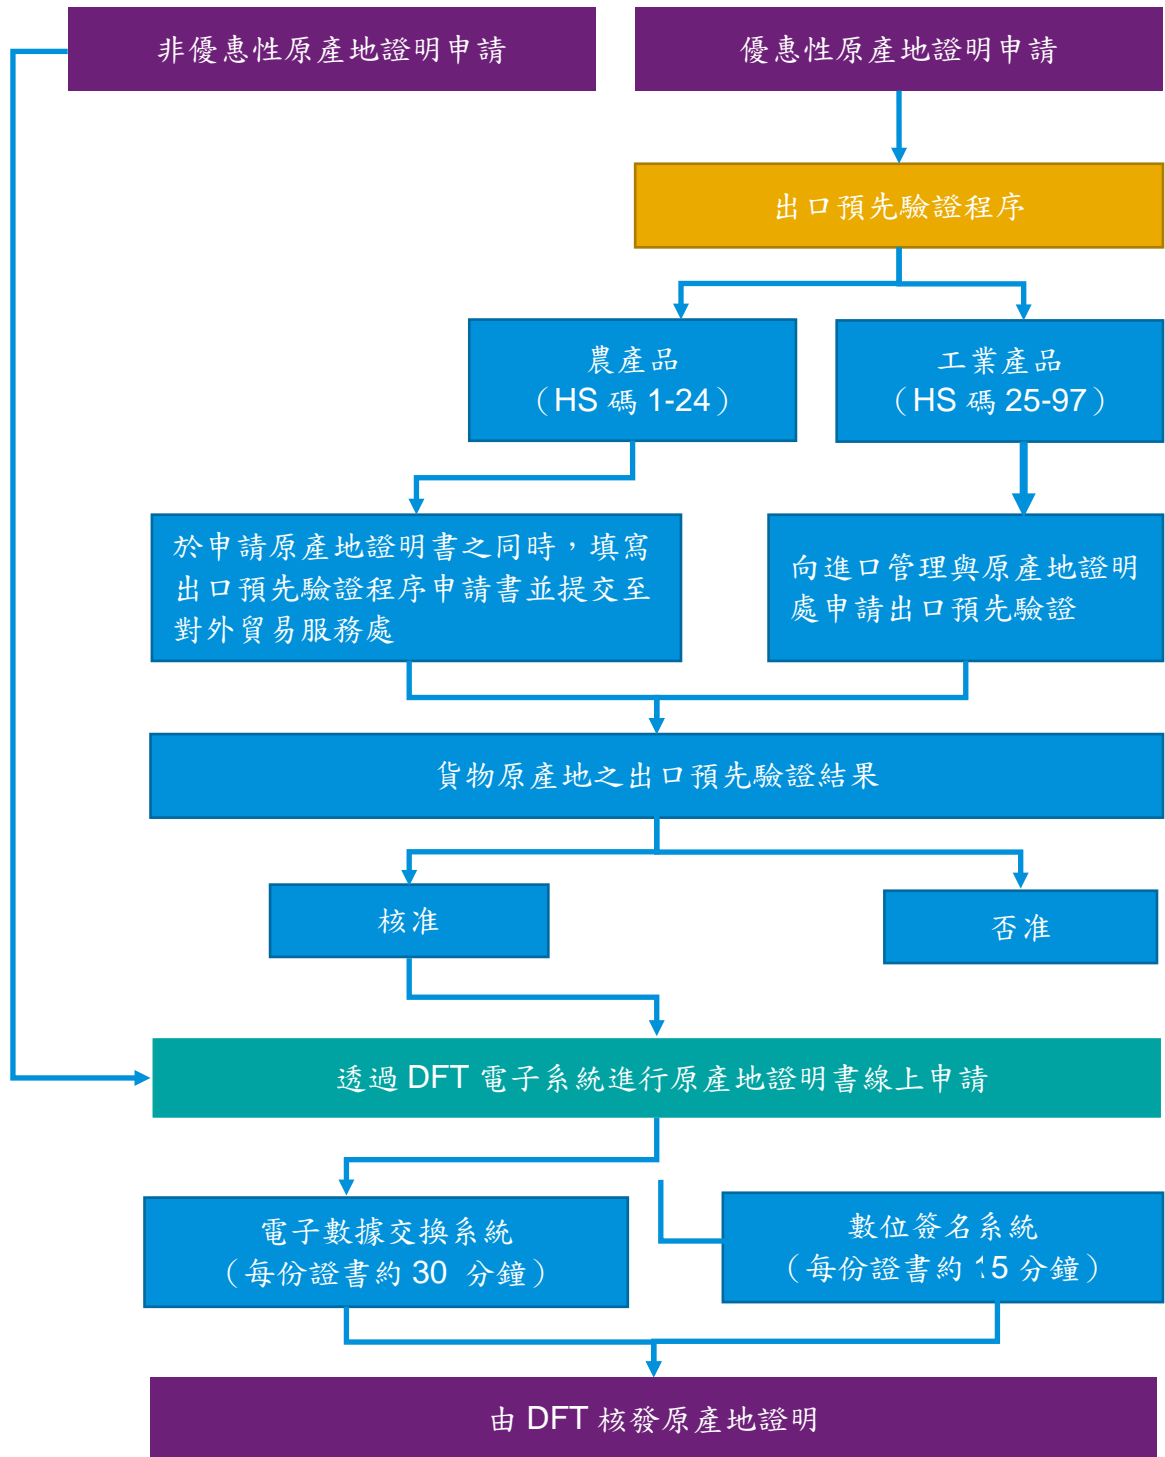 非優惠性原產地證明申請
優惠性原產地證明申請
出口預先驗證程序
農產品
（HS 碼 1-24）
工業產品
（HS 碼 25-97）
於申請原產地證明書之同時，填寫
出口預先驗證程序申請書並提交至
對外貿易服務處
向進口管理與原產地證明
處申請出口預先驗證
貨物原產地之出口預先驗證結果
核准
否准
透過 DFT 電子系統進行原產地證明書線上申請
電子數據交換系統
（每份證書約 30 分鐘）
數位簽名系統
（每份證書約 15 分鐘）
由 DFT 核發原產地證明